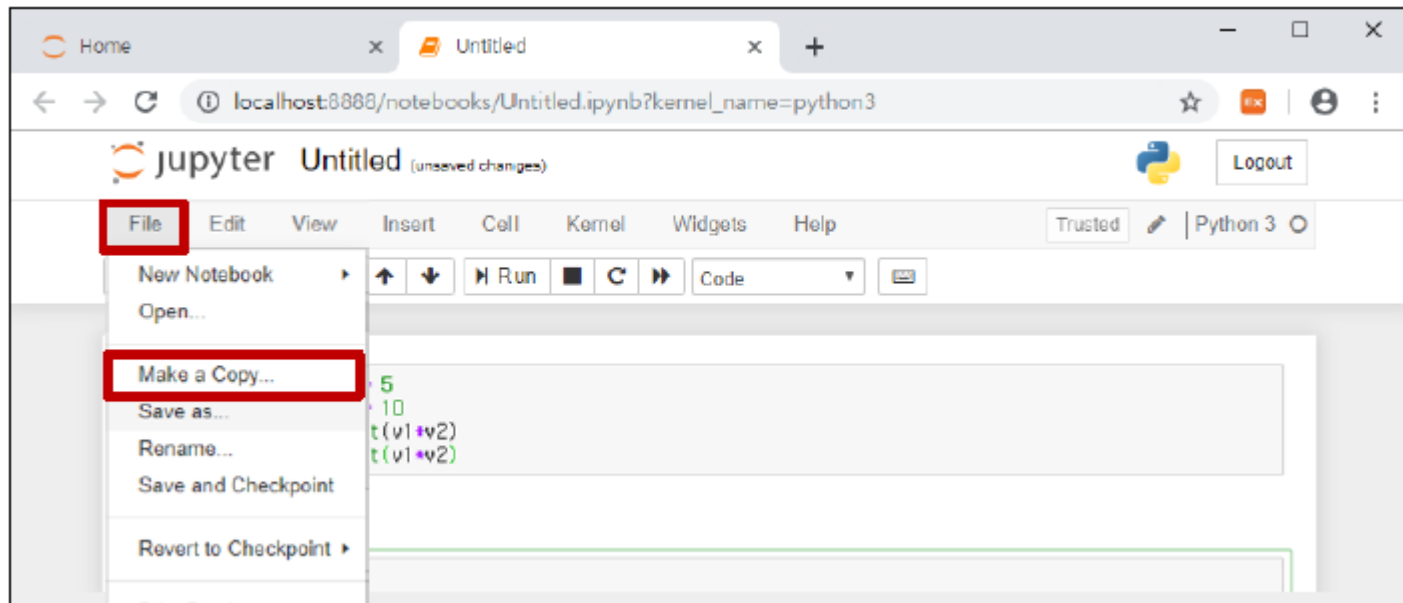 Home
Untitled
localhost:8888/notebooks/Untitled.ipynb?kernel_name=python3
jupyter Untitled (unsaved changes)
Logout
File Edit View Insert Cell Kernel Widgets Help Trusted Python 3
New Notebook
Run Code
Open...
Make a Copy...
5
Save as...
10
t(v1+v2)
Rename...
t(v1*v2)
Save and Checkpoint
Revert to Checkpoint